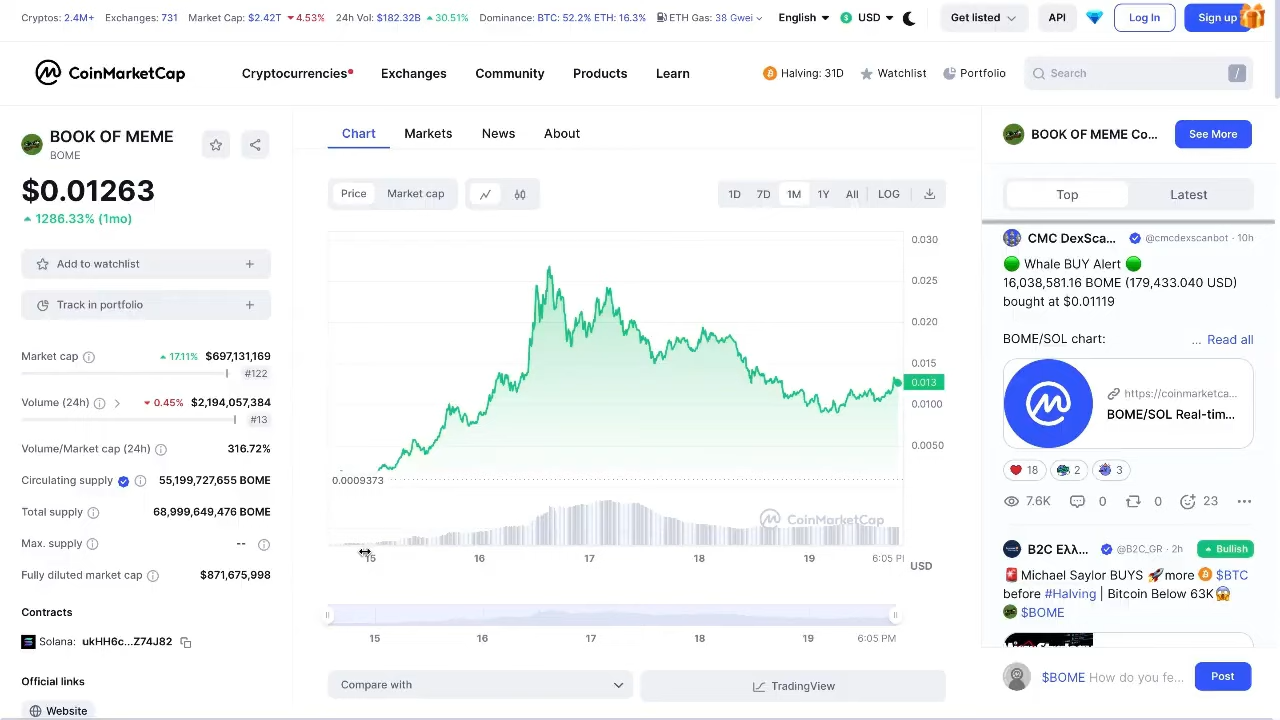 Cryptos: 2.4M+ Exchanges: 731 Market Cap: $2.42T 4.53% 24h Vol: $182.32B 30.51% Dominance: BTC: 52.2% ETH: 16.3% ETH Gas: 38 Gwei English USD Get listed API Log In Sign up
CoinMarketCap Cryptocurrencies Exchanges Community Products Learn Halving: 31D Watchlist Portfolio Search /
BOOK OF MEME
BOME
$0.01263
1286.33% (1mo)
Add to watchlist +
Track in portfolio +
Market cap 17.11% $697,131,169
#122
Volume (24h) 0.45% $2,194,057,384
#13
Volume/Market cap (24h) 316.72%
Circulating supply 55,199,727,655 BOME
Total supply 68,999,649,476 BOME
Max. supply --
Fully diluted market cap $871,675,998
Contracts
Solana: ukHH6c...Z74J82
Official links
Website
Chart Markets News About
Price Market cap 1D 7D 1M 1Y All LOG
0.030
0.025
0.020
0.015
0.013
0.0100
0.0050
0.0009373
CoinMarketCap
15 16 17 18 19 6:05 P
USD
15 16 17 18 19 6:05 PM
Compare with
TradingView
BOOK OF MEME Co... See More
Top Latest
CMC DexSca... @cmcdexscanbot · 10h
Whale BUY Alert
16,038,581.16 BOME (179,433.040 USD)
bought at $0.01119
BOME/SOL chart: ... Read all
https://coinmarketca...
BOME/SOL Real-tim...
18 2 3
7.6K 0 0 23
B2C Ελλ... @B2C_GR · 2h Bullish
Michael Saylor BUYS more $BTC
before #Halving | Bitcoin Below 63K
$BOME
$BOME How do you fe... Post